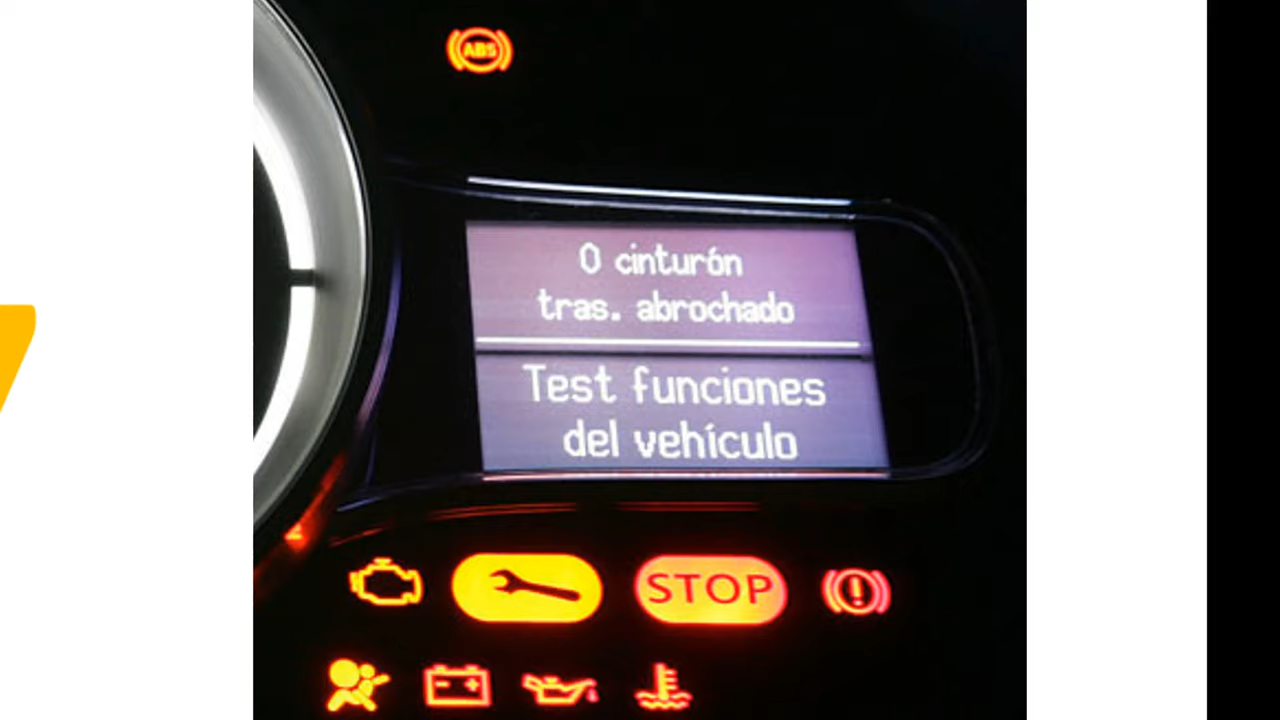 ABS
0 cinturón
tras. abrochado
Test funciones
del vehículo
STOP